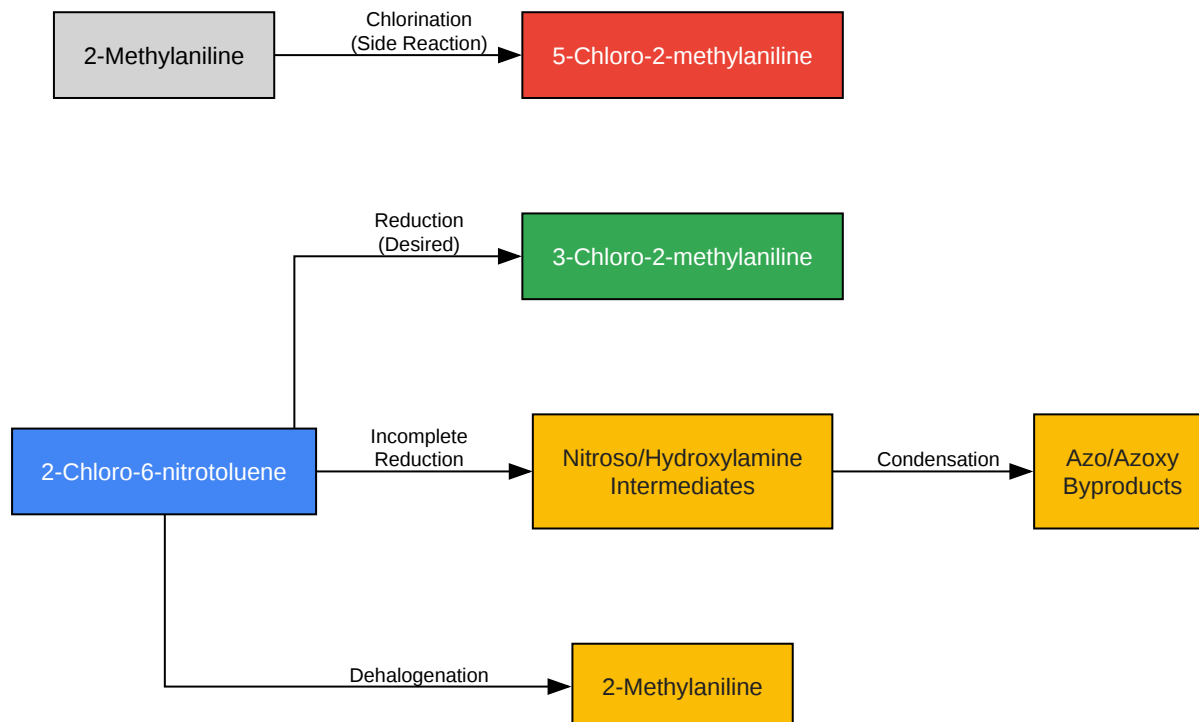 Chlorination
(Side Reaction)
2-Methylaniline
5-Chloro-2-methylaniline
Reduction
(Desired)
3-Chloro-2-methylaniline
2-Chloro-6-nitrotoluene
Incomplete
Reduction
Nitroso/Hydroxylamine
Intermediates
Condensation
Azo/Azoxy
Byproducts
Dehalogenation
2-Methylaniline